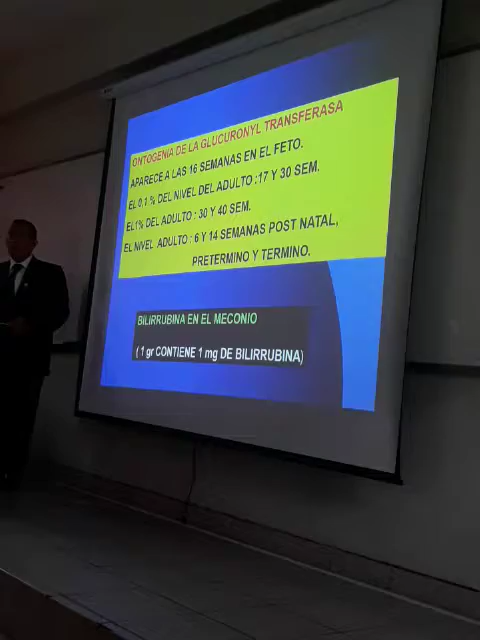 ONTOGENIA DE LA GLUCURONYL TRANSFERASA
APARECE A LAS 16 SEMANAS EN EL FETO.
EL 0,1 % DEL NIVEL DEL ADULTO :17 Y 30 SEM.
EL1% DEL ADULTO : 30 Y 40 SEM.
EL NIVEL ADULTO : 6 Y 14 SEMANAS POST NATAL,
PRETERMINO Y TERMINO.
BILIRRUBINA EN EL MECONIO
( 1 gr CONTIENE 1 mg DE BILIRRUBINA)